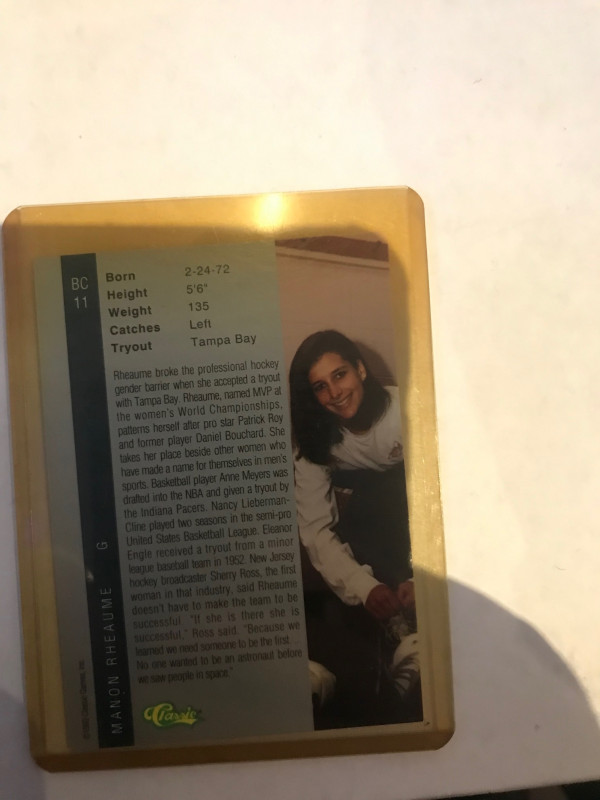 BC
11
Born 2-24-72
Height 5'6"
Weight 135
Catches Left
Tryout Tampa Bay
Rheaume broke the professional hockey
gender barrier when she accepted a tryout
with Tampa Bay. Rheaume, named MVP at
the women's World Championships,
patterns herself after pro star Patrick Roy
and former player Daniel Bouchard. She
takes her place beside other women who
have made a name for themselves in men's
sports. Basketball player Anne Meyers was
drafted into the NBA and given a tryout by
the Indiana Pacers. Nancy Lieberman-
Cline played two seasons in the semi-pro
United States Basketball League. Eleanor
Engle received a tryout from a minor
league baseball team in 1952. New Jersey
hockey broadcaster Sherry Ross, the first
woman in that industry, said Rheaume
doesn't have to make the team to be
successful. "If she is there she is
successful," Ross said. "Because we
learned we need someone to be the first.
No one wanted to be an astronaut before
we saw people in space."
MANON RHEAUME G
Classic